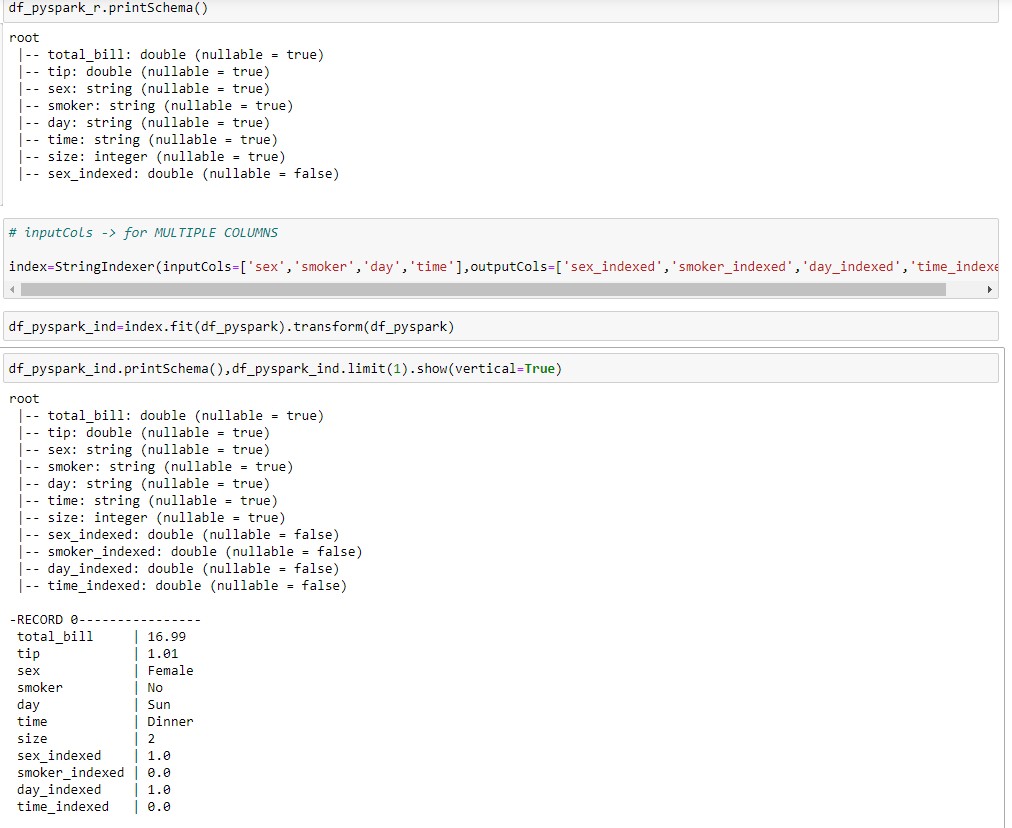 df_pyspark_r.printSchema()
root
|-- total_bill: double (nullable = true)
|-- tip: double (nullable = true)
|-- sex: string (nullable = true)
|-- smoker: string (nullable = true)
|-- day: string (nullable = true)
|-- time: string (nullable = true)
|-- size: integer (nullable = true)
|-- sex_indexed: double (nullable = false)
# inputCols -> for MULTIPLE COLUMNS
index=StringIndexer(inputCols=['sex','smoker','day','time'],outputCols=['sex_indexed','smoker_indexed','day_indexed','time_indexe
df_pyspark_ind=index.fit(df_pyspark).transform(df_pyspark)
df_pyspark_ind.printSchema(),df_pyspark_ind.limit(1).show(vertical=True)
root
|-- total_bill: double (nullable = true)
|-- tip: double (nullable = true)
|-- sex: string (nullable = true)
|-- smoker: string (nullable = true)
|-- day: string (nullable = true)
|-- time: string (nullable = true)
|-- size: integer (nullable = true)
|-- sex_indexed: double (nullable = false)
|-- smoker_indexed: double (nullable = false)
|-- day_indexed: double (nullable = false)
|-- time_indexed: double (nullable = false)
-RECORD 0----------------
total_bill | 16.99
tip | 1.01
sex | Female
smoker | No
day | Sun
time | Dinner
size | 2
sex_indexed | 1.0
smoker_indexed | 0.0
day_indexed | 1.0
time_indexed | 0.0